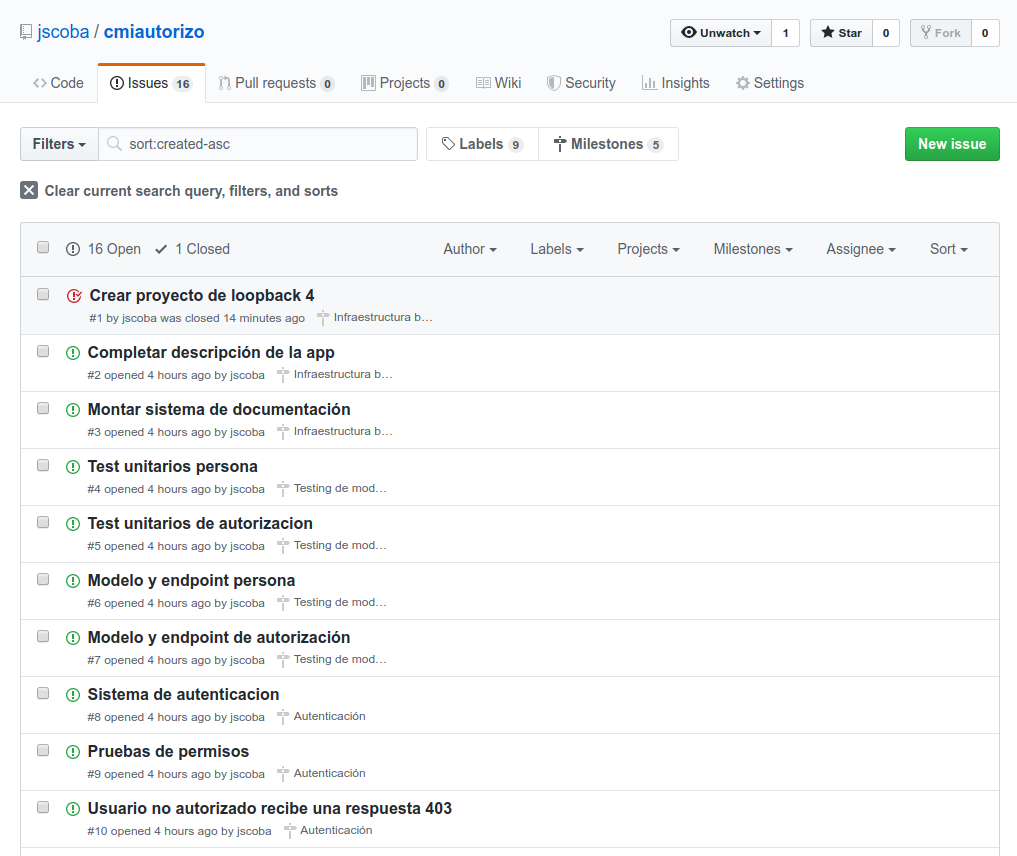 jscoba / cmiautorizo
Unwatch 1 Star 0 Fork 0
Code Issues 16 Pull requests 0 Projects 0 Wiki Security Insights Settings
Filters sort:created-asc Labels 9 Milestones 5 New issue
Clear current search query, filters, and sorts
16 Open 1 Closed Author Labels Projects Milestones Assignee Sort
Crear proyecto de loopback 4
#1 by jscoba was closed 14 minutes ago Infraestructura b…
Completar descripción de la app
#2 opened 4 hours ago by jscoba Infraestructura b…
Montar sistema de documentación
#3 opened 4 hours ago by jscoba Infraestructura b…
Test unitarios persona
#4 opened 4 hours ago by jscoba Testing de mod…
Test unitarios de autorizacion
#5 opened 4 hours ago by jscoba Testing de mod…
Modelo y endpoint persona
#6 opened 4 hours ago by jscoba Testing de mod…
Modelo y endpoint de autorización
#7 opened 4 hours ago by jscoba Testing de mod…
Sistema de autenticacion
#8 opened 4 hours ago by jscoba Autenticación
Pruebas de permisos
#9 opened 4 hours ago by jscoba Autenticación
Usuario no autorizado recibe una respuesta 403
#10 opened 4 hours ago by jscoba Autenticación